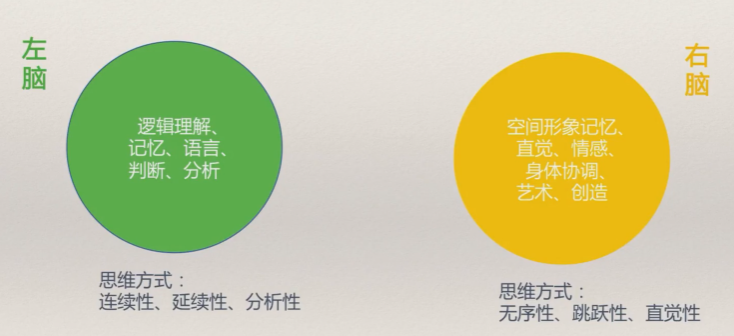 左
脑
逻辑理解、
记忆、语言、
判断、分析
思维方式：
连续性、延续性、分析性
右
脑
空间形象记忆、
直觉、情感、
身体协调、
艺术、创造
思维方式：
无序性、跳跃性、直觉性